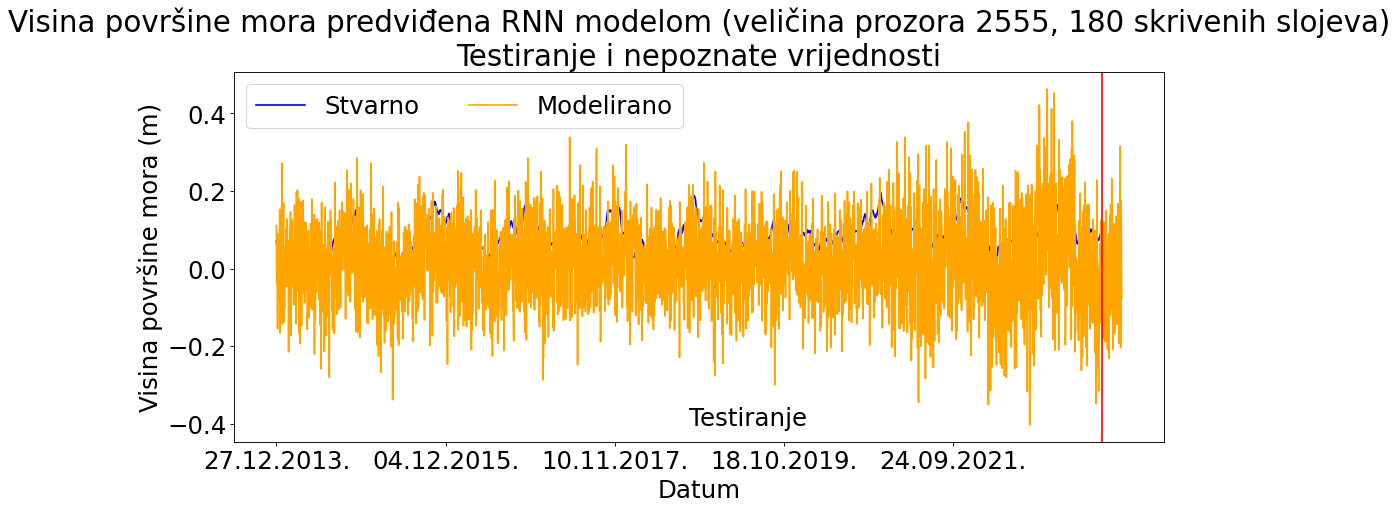 Visina površine mora predviđena RNN modelom (veličina prozora 2555, 180 skrivenih slojeva)
Testiranje i nepoznate vrijednosti
Stvarno Modelirano
Visina površine mora (m)
0.4
0.2
0.0
−0.2
−0.4
Testiranje
27.12.2013. 04.12.2015. 10.11.2017. 18.10.2019. 24.09.2021.
Datum